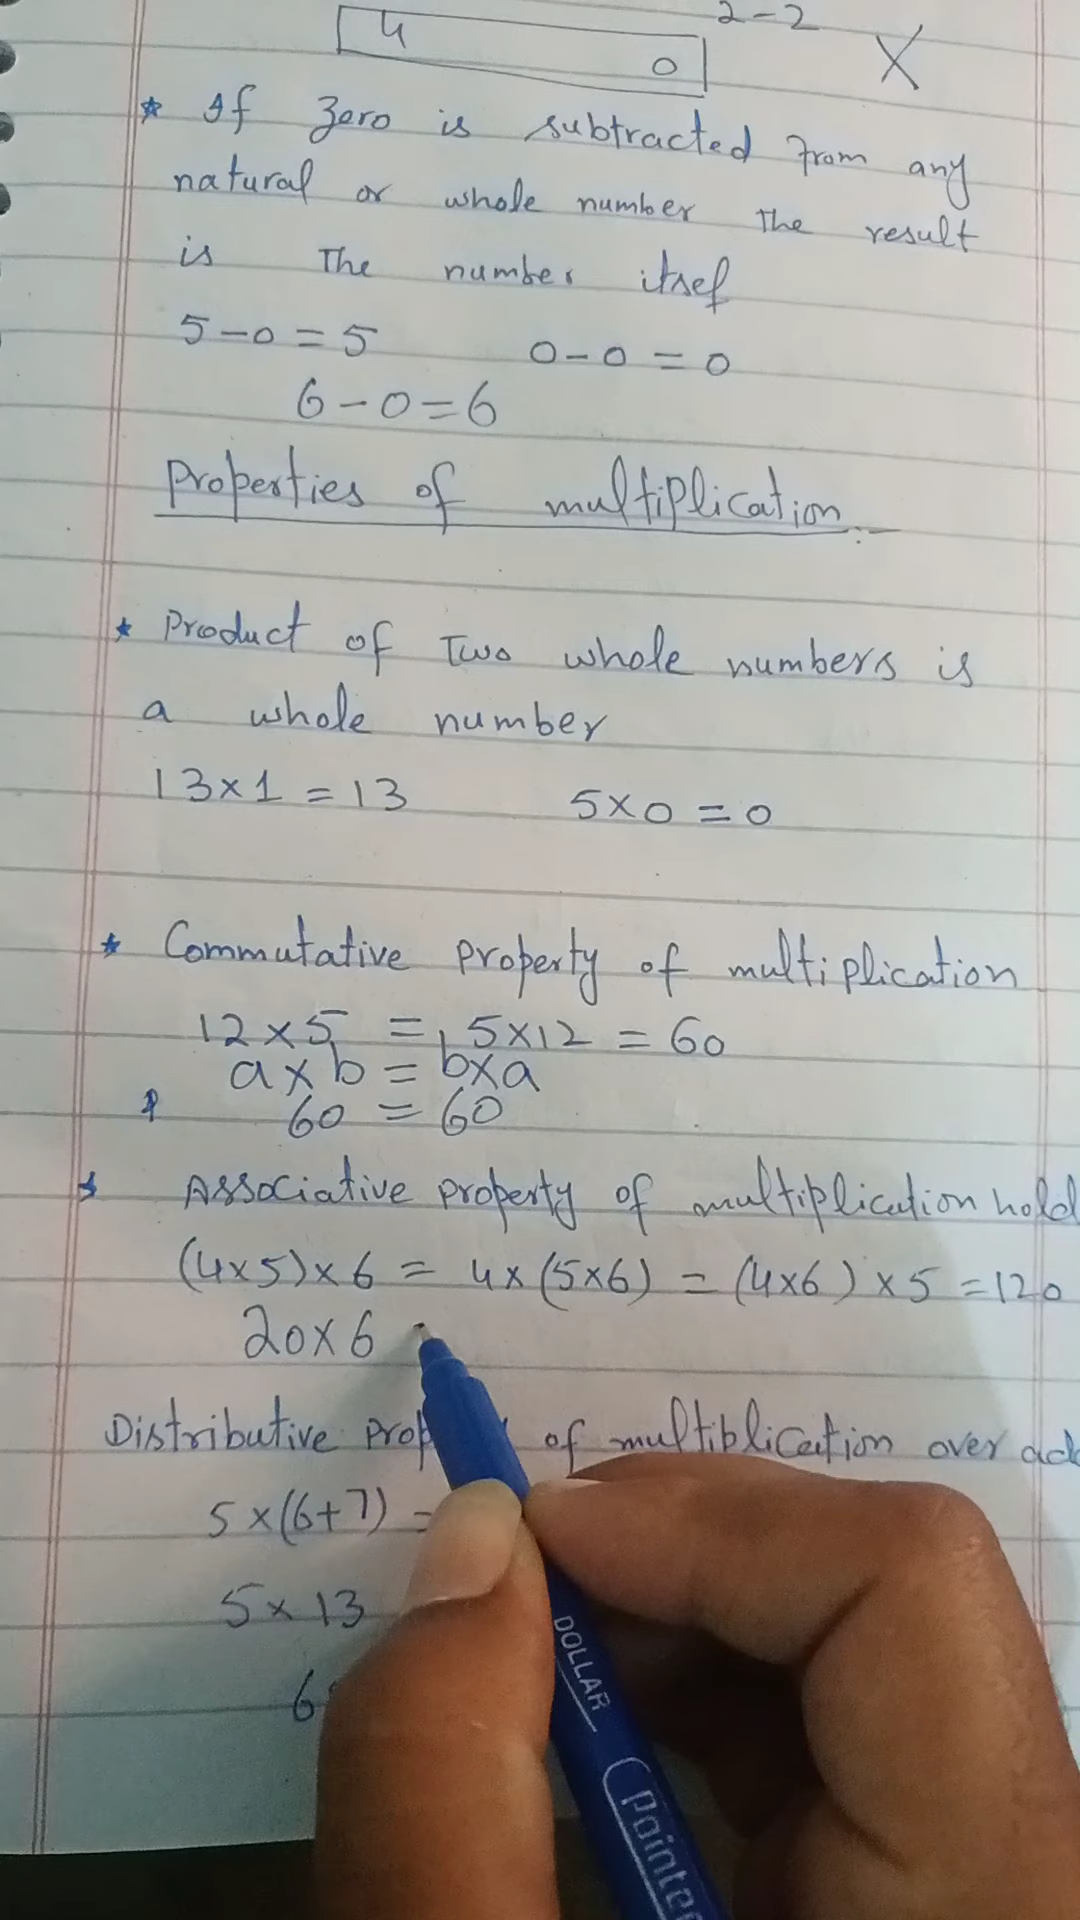 4
2-2
0
X
* If zero is subtracted from any
natural or whole number The result
is The number itsef
5-0=5 0-0=0
6-0=6
Properties of multiplication:-
* Product of Two whole numbers is
a whole number
13×1=13 5×0=0
* Commutative property of multiplication
12×5 = 5×12 = 60
a×b = b×a
60 = 60
Associative property of multiplication hold
(4×5)×6 = 4×(5×6) = (4×6)×5 =120
20×6
Distributive of multiplication over
5×(6+7) =
5×13
6
DOLLAR
Pointer